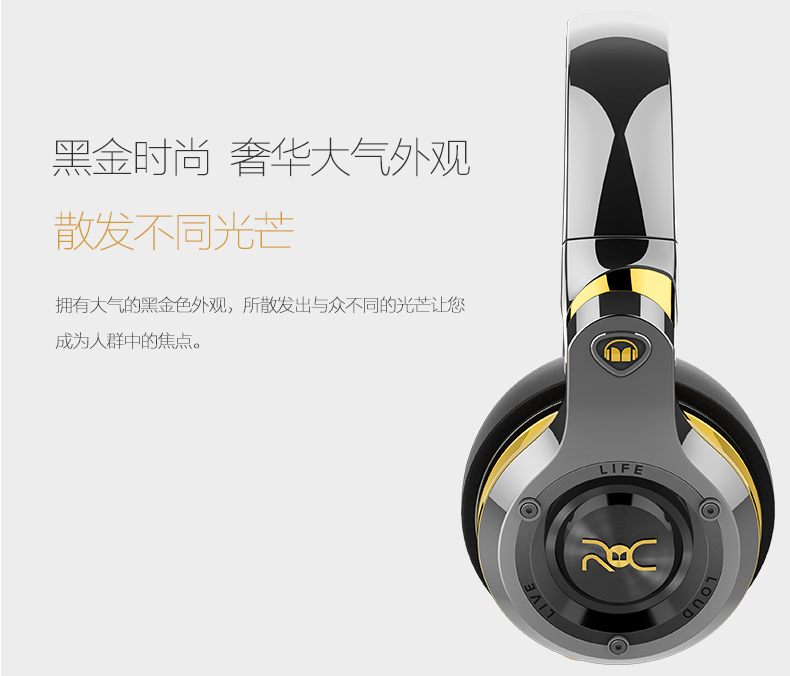 黑金时尚 奢华大气外观
散发不同光芒
拥有大气的黑金色外观，所散发出与众不同的光芒让您
成为人群中的焦点。
LIFE
ROC
LIVE
LOUD